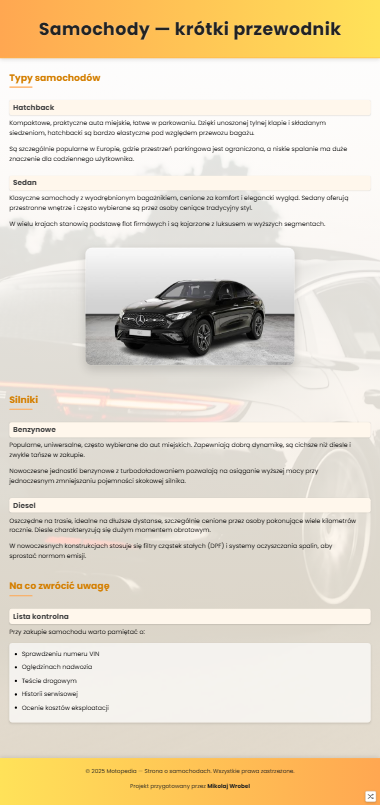 Samochody — krótki przewodnik
Typy samochodów
Hatchback
Kompaktowe, praktyczne auta miejskie, łatwe w parkowaniu. Dzięki unoszonej tylnej klapie i składanym
siedzeniom, hatchbacki są bardzo elastyczne pod względem przewozu bagażu.
Są szczególnie popularne w Europie, gdzie przestrzeń parkingowa jest ograniczona, a niskie spalanie ma duże
znaczenie dla codziennego użytkownika.
Sedan
Klasyczne samochody z wyodrębnionym bagażnikiem, cenione za komfort i elegancki wygląd. Sedany oferują
przestronne wnętrze i często wybierane są przez osoby ceniące tradycyjny styl.
W wielu krajach stanowią podstawę flot firmowych i są kojarzone z luksusem w wyższych segmentach.
Silniki
Benzynowe
Popularne, uniwersalne, często wybierane do aut miejskich. Zapewniają dobrą dynamikę, są cichsze niż diesle i
zwykle tańsze w zakupie.
Nowoczesne jednostki benzynowe z turbodoładowaniem pozwalają na osiąganie wyższej mocy przy
jednoczesnym zmniejszaniu pojemności skokowej silnika.
Diesel
Oszczędne na trasie, idealne na dłuższe dystanse, szczególnie cenione przez osoby pokonujące wiele kilometrów
rocznie. Diesle charakteryzują się dużym momentem obrotowym.
W nowoczesnych konstrukcjach stosuje się filtry cząstek stałych (DPF) i systemy oczyszczania spalin, aby
sprostać normom emisji.
Na co zwrócić uwagę
Lista kontrolna
Przy zakupie samochodu warto pamiętać o:
Sprawdzeniu numeru VIN
Oględzinach nadwozia
Teście drogowym
Historii serwisowej
Ocenie kosztów eksploatacji
© 2025 Motopedia — Strona o samochodach. Wszystkie prawa zastrzeżone.
Projekt przygotowany przez Mikołaj Wrobel